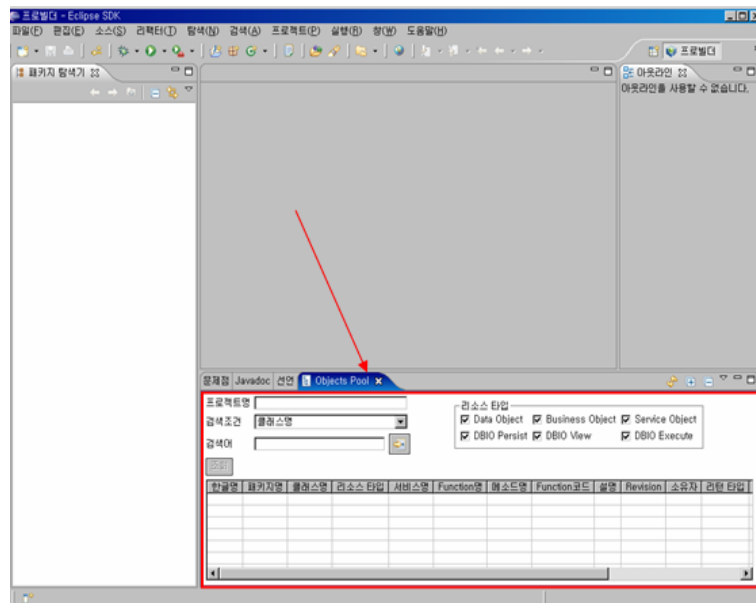 프로빌더 - Eclipse SDK
파일(F) 편집(E) 소스(S) 리팩터(T) 탐색(N) 검색(A) 프로젝트(P) 실행(R) 창(W) 도움말(H)
프로빌더
패키지 탐색기
아웃라인
아웃라인을 사용할 수 없습니다.
문제점 Javadoc 선언 Objects Pool
프로젝트명
리소스 타입
검색조건 클래스명
Data Object Business Object Service Object
DBIO Persist DBIO View DBIO Execute
검색어
조회
한글명 패키지명 클래스명 리소스 타입 서비스명 Function명 메소드명 Function코드 설명 Revision 소유자 리턴 타입